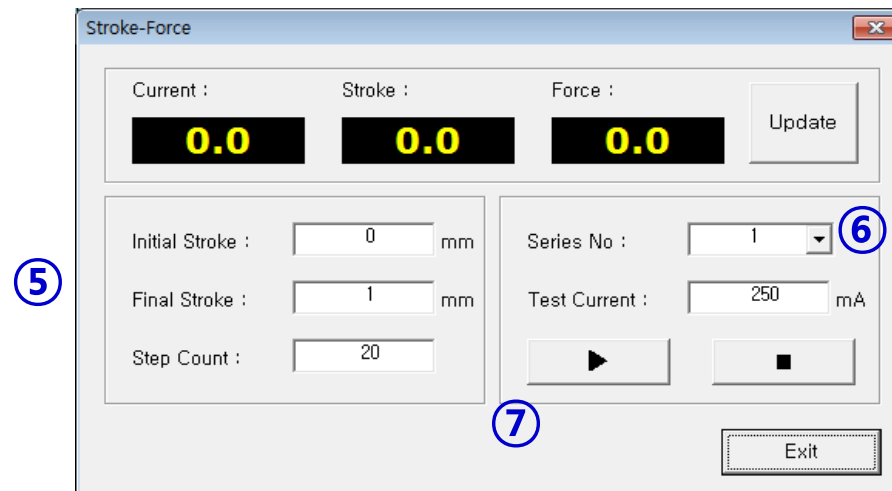 Stroke-Force
Current :
Stroke :
Force :
0.0
0.0
0.0
Update
Initial Stroke :
0
mm
Final Stroke :
1
mm
Step Count :
20
Series No :
1
Test Current :
250
mA
Exit
⑤
⑥
⑦